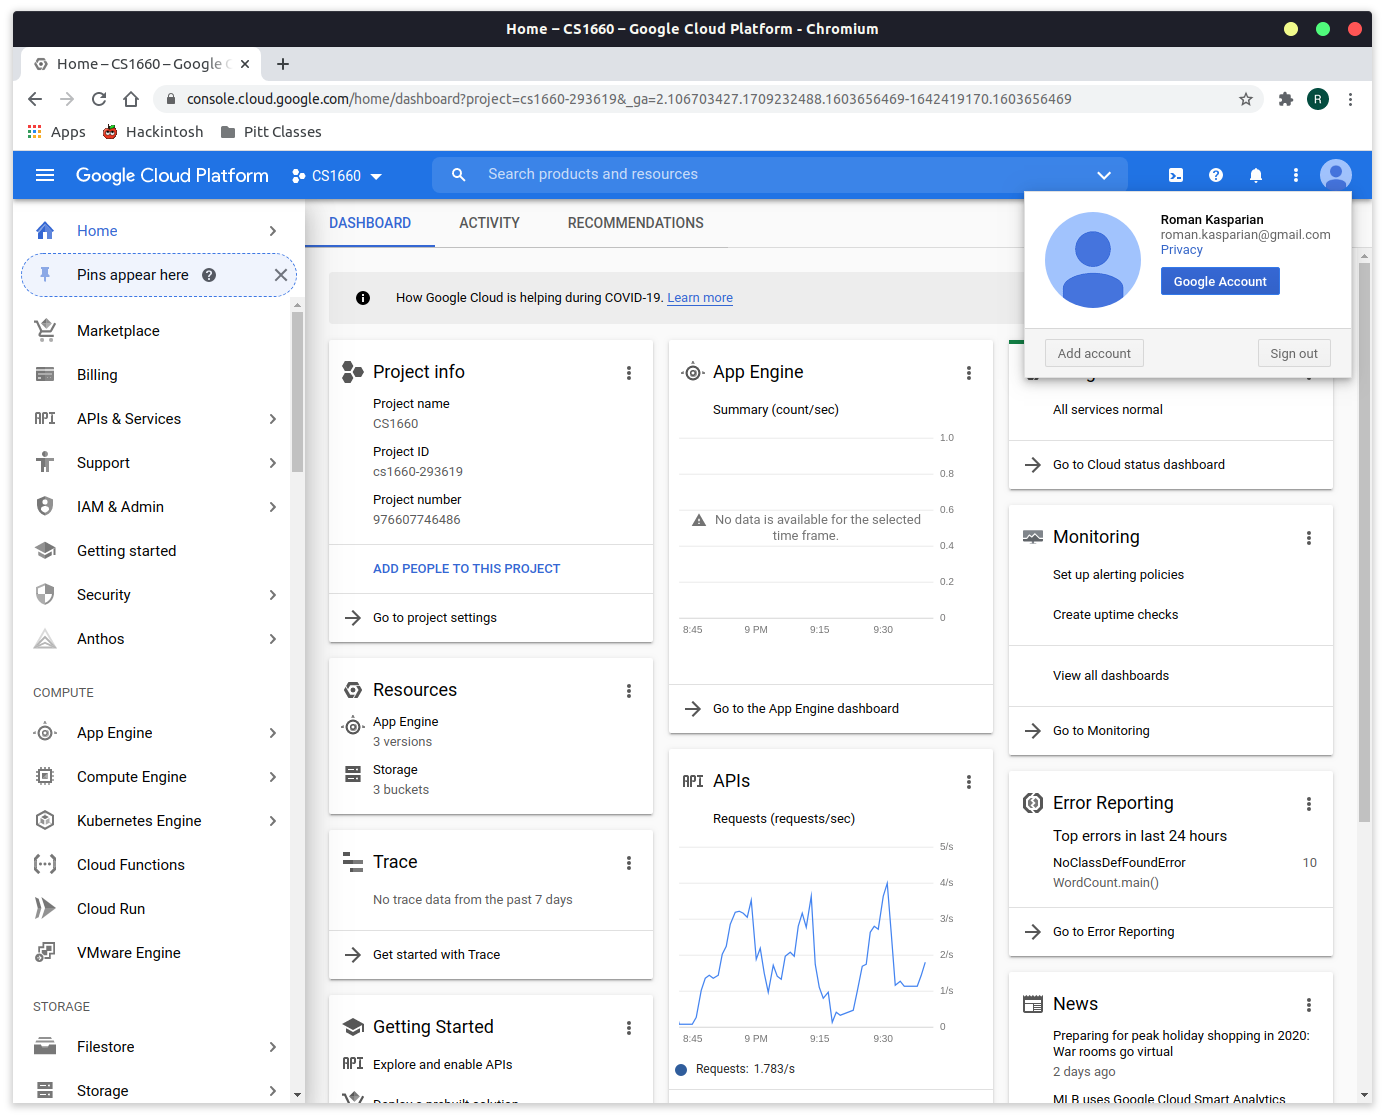 Home – CS1660 – Google Cloud Platform - Chromium
Home – CS1660 – Google
console.cloud.google.com/home/dashboard?project=cs1660-293619&_ga=2.106703427.1709232488.1603656469-1642419170.1603656469
R
Apps
Hackintosh
Pitt Classes
Google Cloud Platform
CS1660
Search products and resources
Roman Kasparian
roman.kasparian@gmail.com
Privacy
Google Account
Add account
Sign out
Home
Pins appear here
Marketplace
Billing
API
APIs & Services
Support
IAM & Admin
Getting started
Security
Anthos
COMPUTE
App Engine
Compute Engine
Kubernetes Engine
Cloud Functions
Cloud Run
VMware Engine
STORAGE
Filestore
Storage
DASHBOARD
ACTIVITY
RECOMMENDATIONS
How Google Cloud is helping during COVID-19. Learn more
Project info
Project name
CS1660
Project ID
cs1660-293619
Project number
976607746486
ADD PEOPLE TO THIS PROJECT
Go to project settings
Resources
App Engine
3 versions
Storage
3 buckets
Trace
No trace data from the past 7 days
Get started with Trace
Getting Started
API
Explore and enable APIs
Deploy a prebuilt solution
App Engine
Summary (count/sec)
1.0
0.8
0.6
No data is available for the selected
time frame.
0.4
0.2
0
8:45
9 PM
9:15
9:30
Go to the App Engine dashboard
API
APIs
Requests (requests/sec)
5/s
4/s
3/s
2/s
1/s
0
8:45
9 PM
9:15
9:30
Requests: 1.783/s
All services normal
Go to Cloud status dashboard
Monitoring
Set up alerting policies
Create uptime checks
View all dashboards
Go to Monitoring
Error Reporting
Top errors in last 24 hours
NoClassDefFoundError
10
WordCount.main()
Go to Error Reporting
News
Preparing for peak holiday shopping in 2020:
War rooms go virtual
2 days ago
MLB uses Google Cloud Smart Analytics